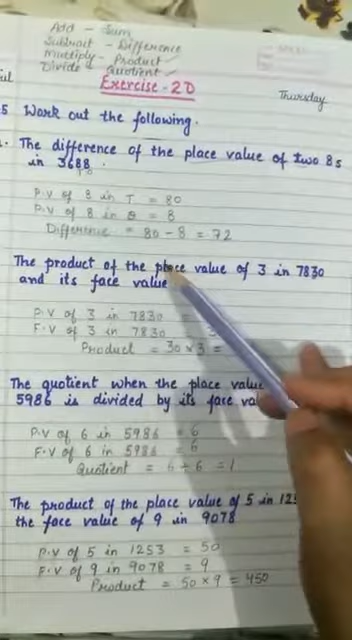 Add - Sum
Subtract - Difference
Multiply - Product
Divide - Quotient
Exercise - 2D
Thursday
5 Work out the following.
The difference of the place value of two 8s
in 3688.
P.V of 8 in T = 80
P.V of 8 in O = 8
Difference = 80 - 8 = 72
The product of the place value of 3 in 7830
and its face value
P.V of 3 in 7830 =
F.V of 3 in 7830 3
Product = 30 x 3 =
The quotient when the place value
5986 is divided by its face
P.V of 6 in 5986 = 6
F.V of 6 in 5986 = 6
Quotient = 6 ÷ 6 = 1
The product of the place value of 5 in 125
the face value of 9 in 9078
P.V of 5 in 1253 = 50
F.V of 9 in 9078 = 9
Product = 50 x 9 = 450